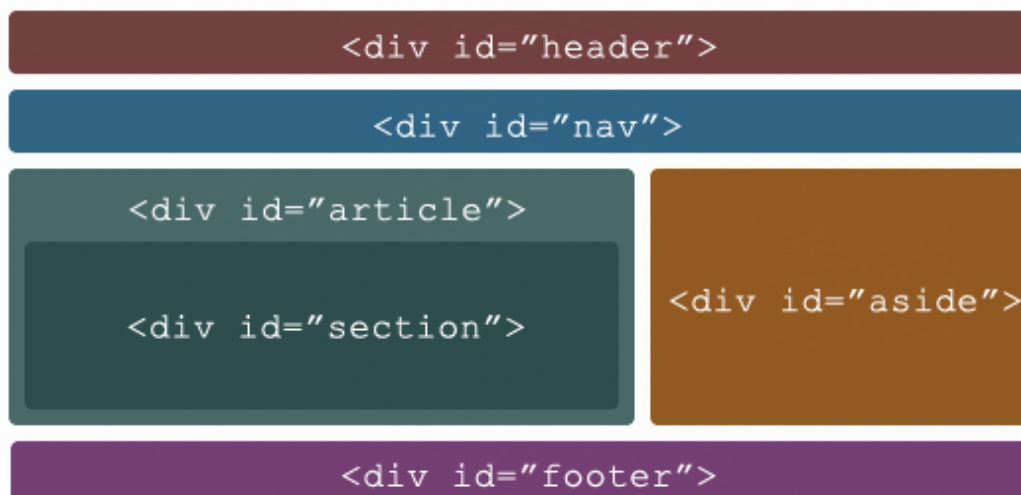 <div id=”header”>
<div id=”nav”>
<div id=”article”>
<div id=”section”>
<div id=”aside”>
<div id=”footer”>